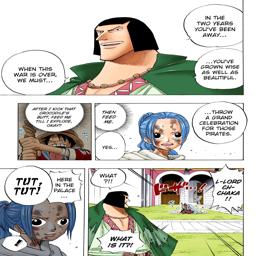 IN THE
TWO YEARS
YOU'VE BEEN
AWAY...
...YOU'VE
GROWN WISE
AS WELL AS
BEAUTIFUL.
WHEN THIS
WAR IS OVER,
WE MUST...
...THROW
A GRAND
CELEBRATION
FOR THOSE
PIRATES.
THEN
FEED
ME.
YES...
AFTER I KICK THAT
CROCODILE'S
BUTT, FEED ME
TILL I EXPLODE,
OKAY?
L-LORD
CH-
CHAKA!!
WHAT
?!
WHAT
IS IT?!
HERE
IN THE
PALACE
...
TUT,
TUT!